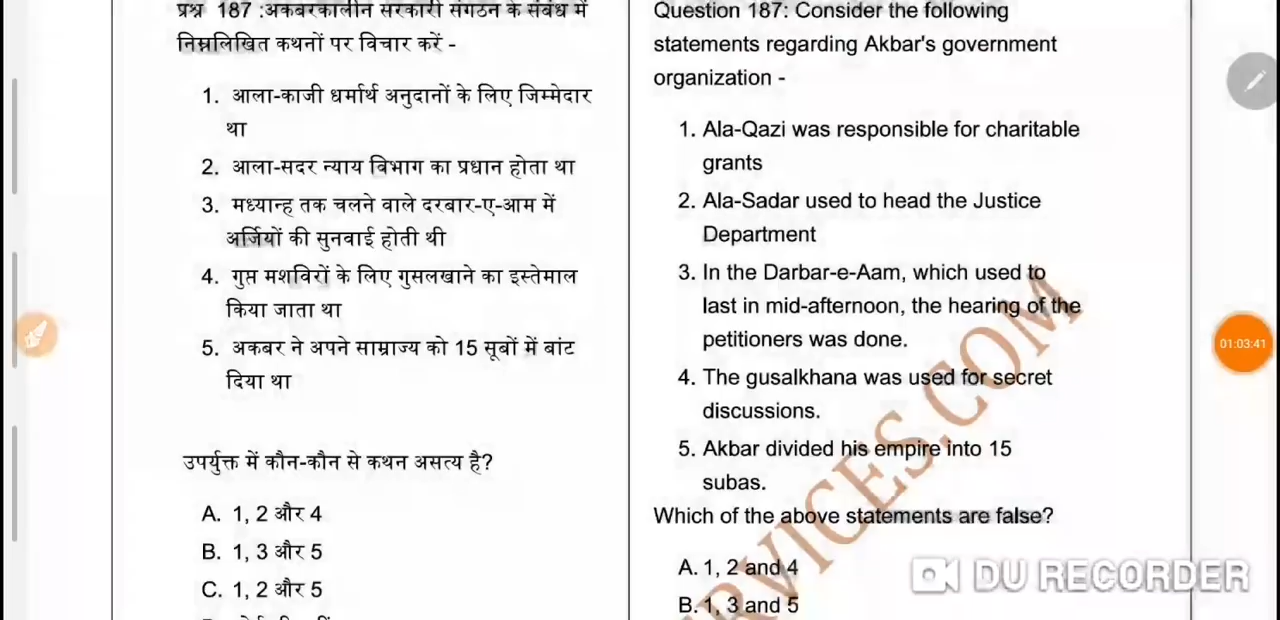 प्रश्न 187 :अकबरकालीन सरकारी संगठन के संबंध में
निम्नलिखित कथनों पर विचार करें -
1. आला-काजी धर्मार्थ अनुदानों के लिए जिम्मेदार
था
2. आला-सदर न्याय विभाग का प्रधान होता था
3. मध्यान्ह तक चलने वाले दरबार-ए-आम में
अर्जियों की सुनवाई होती थी
4. गुप्त मशविरों के लिए गुसलखाने का इस्तेमाल
किया जाता था
5. अकबर ने अपने साम्राज्य को 15 सूबों में बांट
दिया था
उपर्युक्त में कौन-कौन से कथन असत्य है?
A. 1, 2 और 4
B. 1, 3 और 5
C. 1, 2 और 5
Question 187: Consider the following
statements regarding Akbar's government
organization -
1. Ala-Qazi was responsible for charitable
grants
2. Ala-Sadar used to head the Justice
Department
3. In the Darbar-e-Aam, which used to
last in mid-afternoon, the hearing of the
petitioners was done.
4. The gusalkhana was used for secret
discussions.
5. Akbar divided his empire into 15
subas.
Which of the above statements are false?
A. 1, 2 and 4
B. 1, 3 and 5
RVICES.COM
01:03:41
DU RECORDER